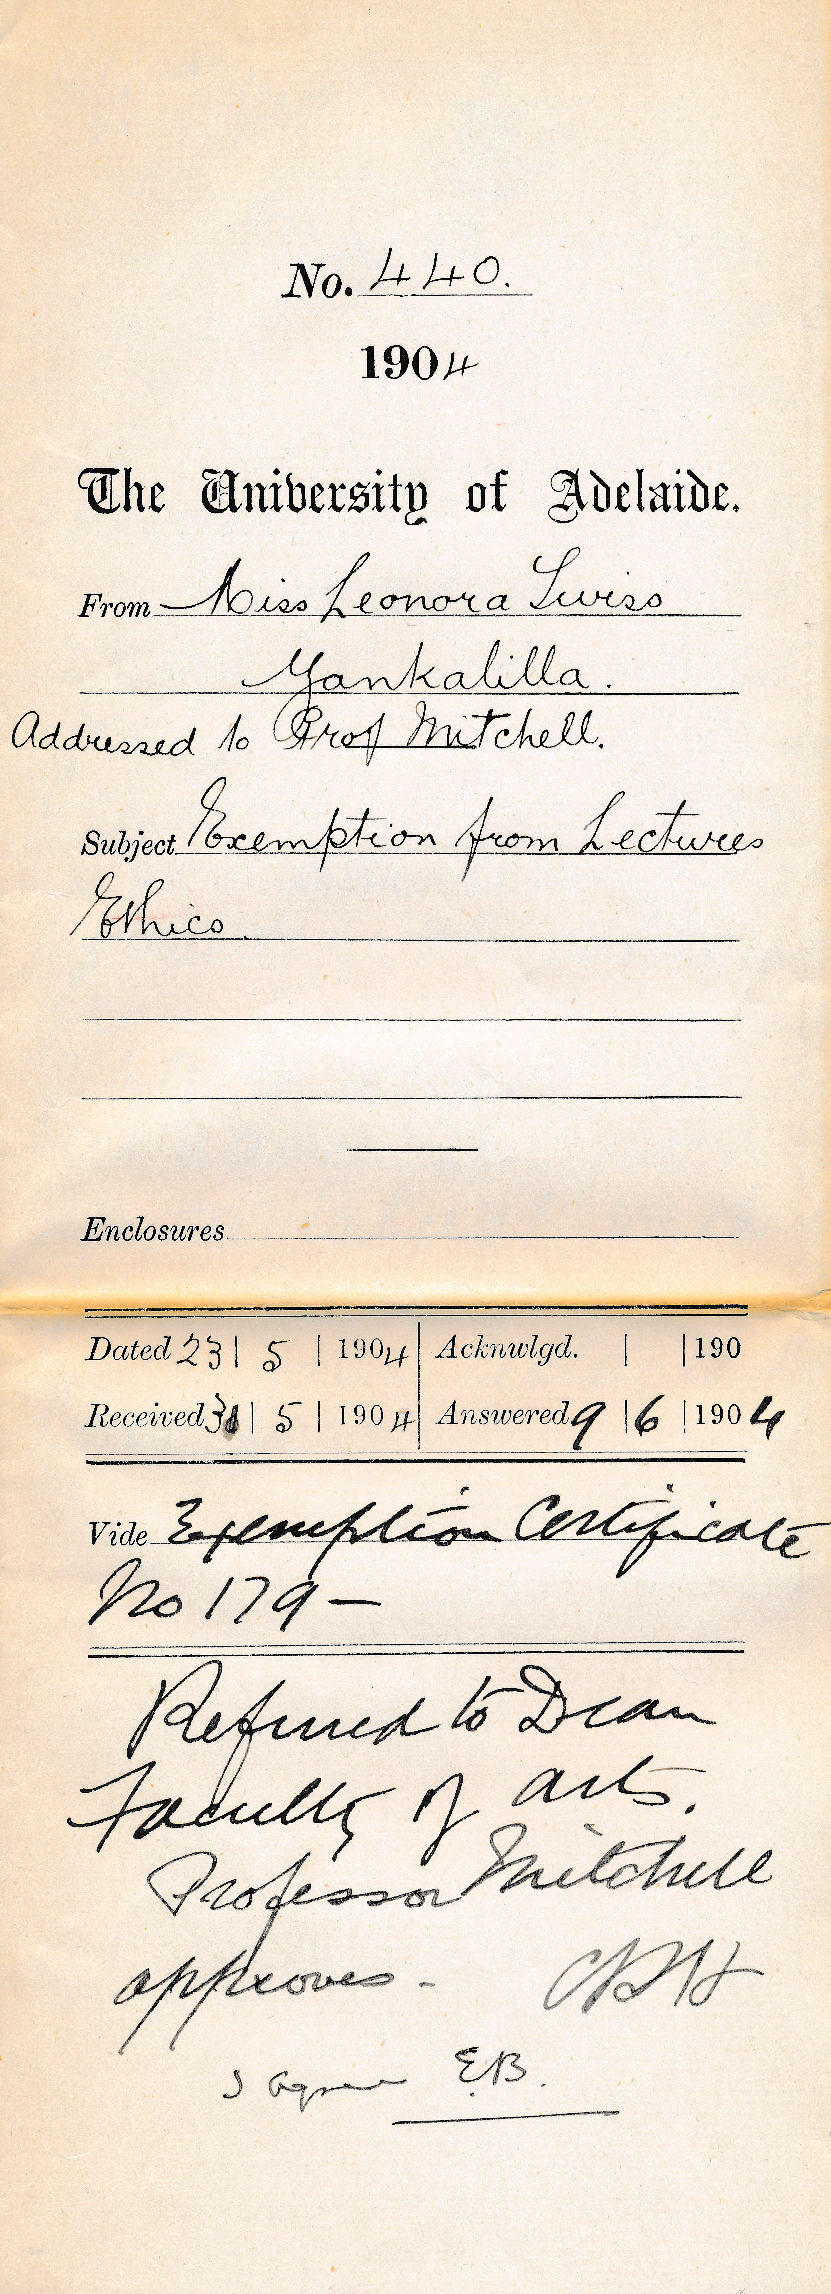 No. 440.
1904
The University of Adelaide.
From Miss Leonora Swiss
Yankalilla.
Addressed to Prof Mitchell.
Subject Exemption from Lectures
Ethics.
Enclosures
Dated 23 | 5 | 1904 Acknwlgd. | | 190
Received 31 | 5 | 1904 Answered 9 | 6 | 1904
Vide Exemption Certificate
No 179 —
Referred to Dean
Faculty of Arts.
Professor Mitchell
approves -
I agree E.B.